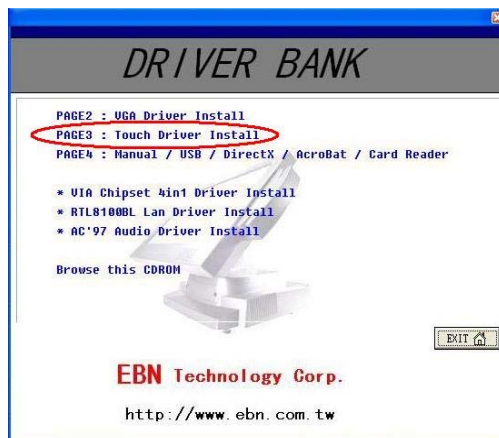 DRIVER BANK
PAGE2 : VGA Driver Install
PAGE3 : Touch Driver Install
PAGE4 : Manual / USB / DirectX / AcroBat / Card Reader
* VIA Chipset 4in1 Driver Install
* RTL8100BL Lan Driver Install
* AC'97 Audio Driver Install
Browse this CDROM
EXIT
EBN Technology Corp.
http://www.ebn.com.tw